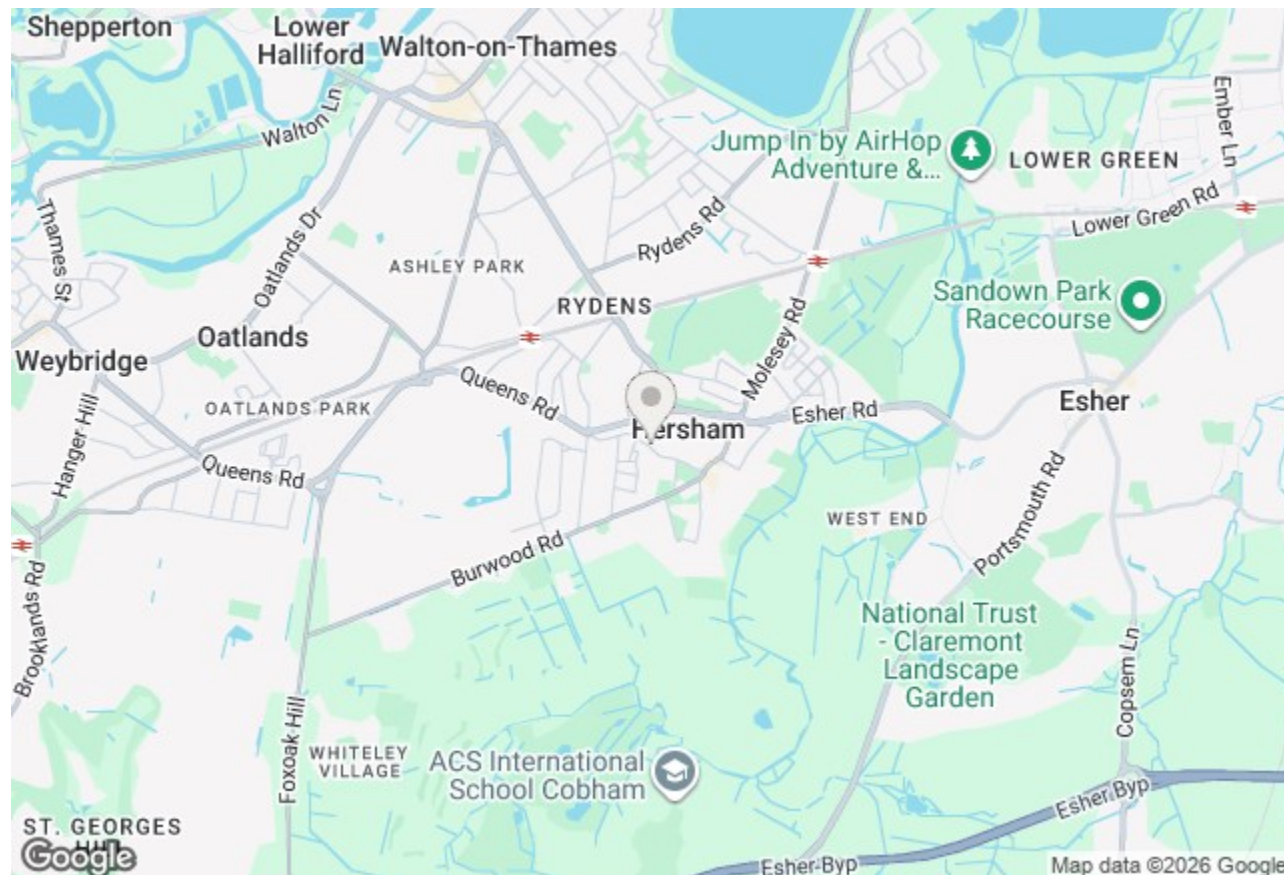 Shepperton
Lower
Halliford
Walton-on-Thames
Walton Ln
Ember Ln
Jump In by AirHop
Adventure &...
LOWER GREEN
Thames St
Oatlands Dr
Rydens Rd
Lower Green Rd
ASHLEY PARK
RYDENS
Sandown Park
Racecourse
Oatlands
Weybridge
Molesey Rd
Queens Rd
OATLANDS PARK
Esher Rd
Esher
Hersham
Hanger Hill
Queens Rd
Portsmouth Rd
WEST END
Burwood Rd
Brooklands Rd
National Trust
- Claremont
Landscape
Garden
Copsem Ln
Foxoak Hill
WHITELEY
VILLAGE
ACS International
School Cobham
Esher Byp
ST. GEORGES
HILL
Google
Esher Byp
Map data ©2026 Google